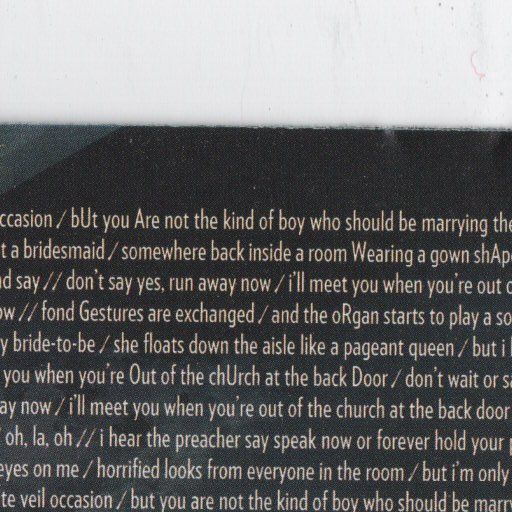 ccasion / bUt you Are not the kind of boy who should be marrying the
t a bridesmaid / somewhere back inside a room Wearing a gown shAp
nd say // don't say yes, run away now / i'll meet you when you're out o
ow // fond Gestures are exchanged / and the oRgan starts to play a so
y bride-to-be / she floats down the aisle like a pageant queen / but i
you when you're Out of the chUrch at the back Door / don't wait or sa
ay now / i'll meet you when you're out of the church at the back door
oh, la, oh // i hear the preacher say speak now or forever hold your p
eyes on me / horrified looks from everyone in the room / but i'm only
te veil occasion / but you are not the kind of boy who should be marry